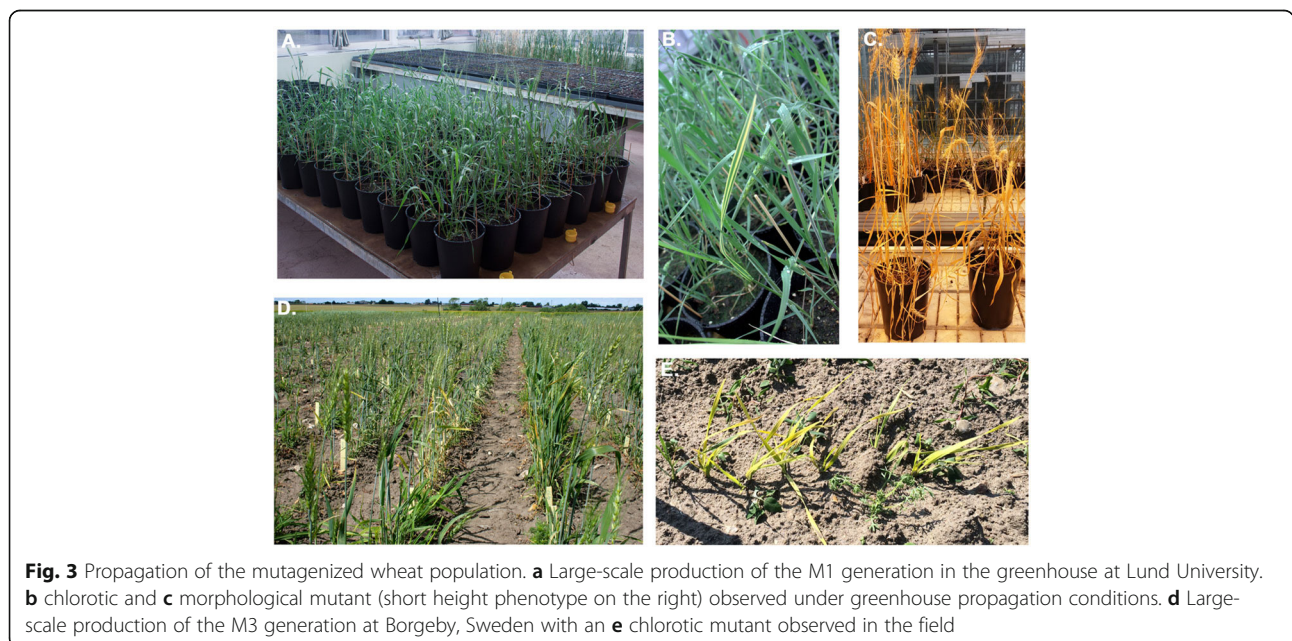 A.
B.
C.
D.
E.
Fig. 3 Propagation of the mutagenized wheat population. a Large-scale production of the M1 generation in the greenhouse at Lund University.
b chlorotic and c morphological mutant (short height phenotype on the right) observed under greenhouse propagation conditions. d Large-
scale production of the M3 generation at Borgeby, Sweden with an e chlorotic mutant observed in the field